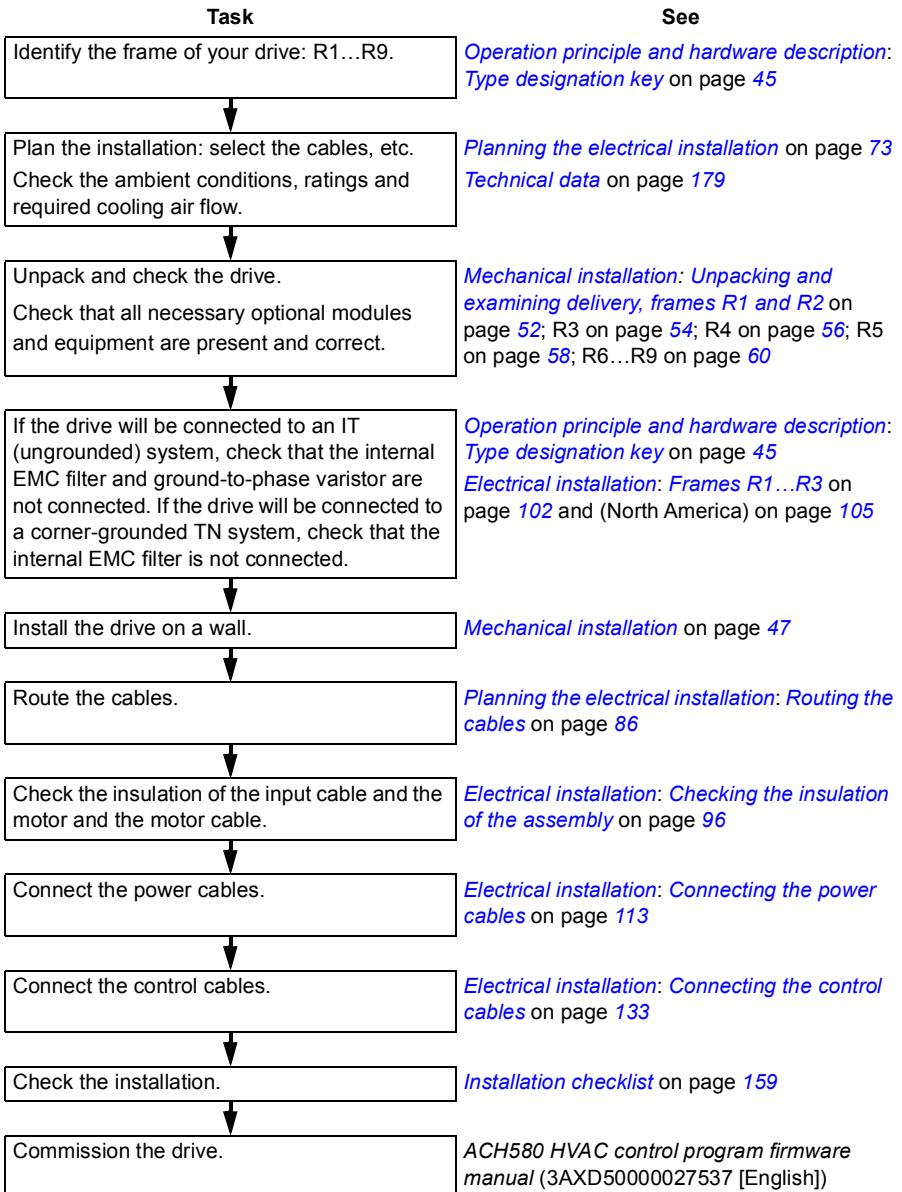 Task
See
Identify the frame of your drive: R1…R9.
Operation principle and hardware description:
Type designation key on page 45
Plan the installation: select the cables, etc.
Check the ambient conditions, ratings and
required cooling air flow.
Planning the electrical installation on page 73
Technical data on page 179
Unpack and check the drive.
Check that all necessary optional modules
and equipment are present and correct.
Mechanical installation: Unpacking and
examining delivery, frames R1 and R2 on
page 52; R3 on page 54; R4 on page 56; R5
on page 58; R6…R9 on page 60
If the drive will be connected to an IT
(ungrounded) system, check that the internal
EMC filter and ground-to-phase varistor are
not connected. If the drive will be connected to
a corner-grounded TN system, check that the
internal EMC filter is not connected.
Operation principle and hardware description:
Type designation key on page 45
Electrical installation: Frames R1…R3 on
page 102 and (North America) on page 105
Install the drive on a wall.
Mechanical installation on page 47
Route the cables.
Planning the electrical installation: Routing the
cables on page 86
Check the insulation of the input cable and the
motor and the motor cable.
Electrical installation: Checking the insulation
of the assembly on page 96
Connect the power cables.
Electrical installation: Connecting the power
cables on page 113
Connect the control cables.
Electrical installation: Connecting the control
cables on page 133
Check the installation.
Installation checklist on page 159
Commission the drive.
ACH580 HVAC control program firmware
manual (3AXD50000027537 [English])